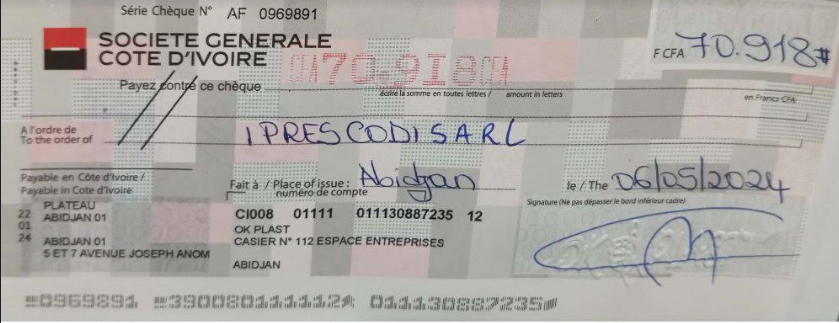 Série Chèque N° AF 0969891
SOCIETE GENERALE
COTE D'IVOIRE
CFA70.918CFA
F CFA 70.918#
Payez contre ce chèque
écrire la somme en toutes lettres / amount in letters
en Francs CFA
A l'ordre de
To the order of
IPRESCODI SARL
Payable en Côte d'Ivoire /
Payable in Côte d'Ivoire
Fait à / Place of issue : Abidjan
le / The 06/05/2024
numéro de compte
Signature (Ne pas dépasser le bord inférieur cadre)
PLATEAU
22 ABIDJAN 01
01
24 ABIDJAN 01
5 ET 7 AVENUE JOSEPH ANOM
CI008 01111 011130887235 12
OK PLAST
CASIER N° 112 ESPACE ENTREPRISES
ABIDJAN
0969891 390080111112 011130887235